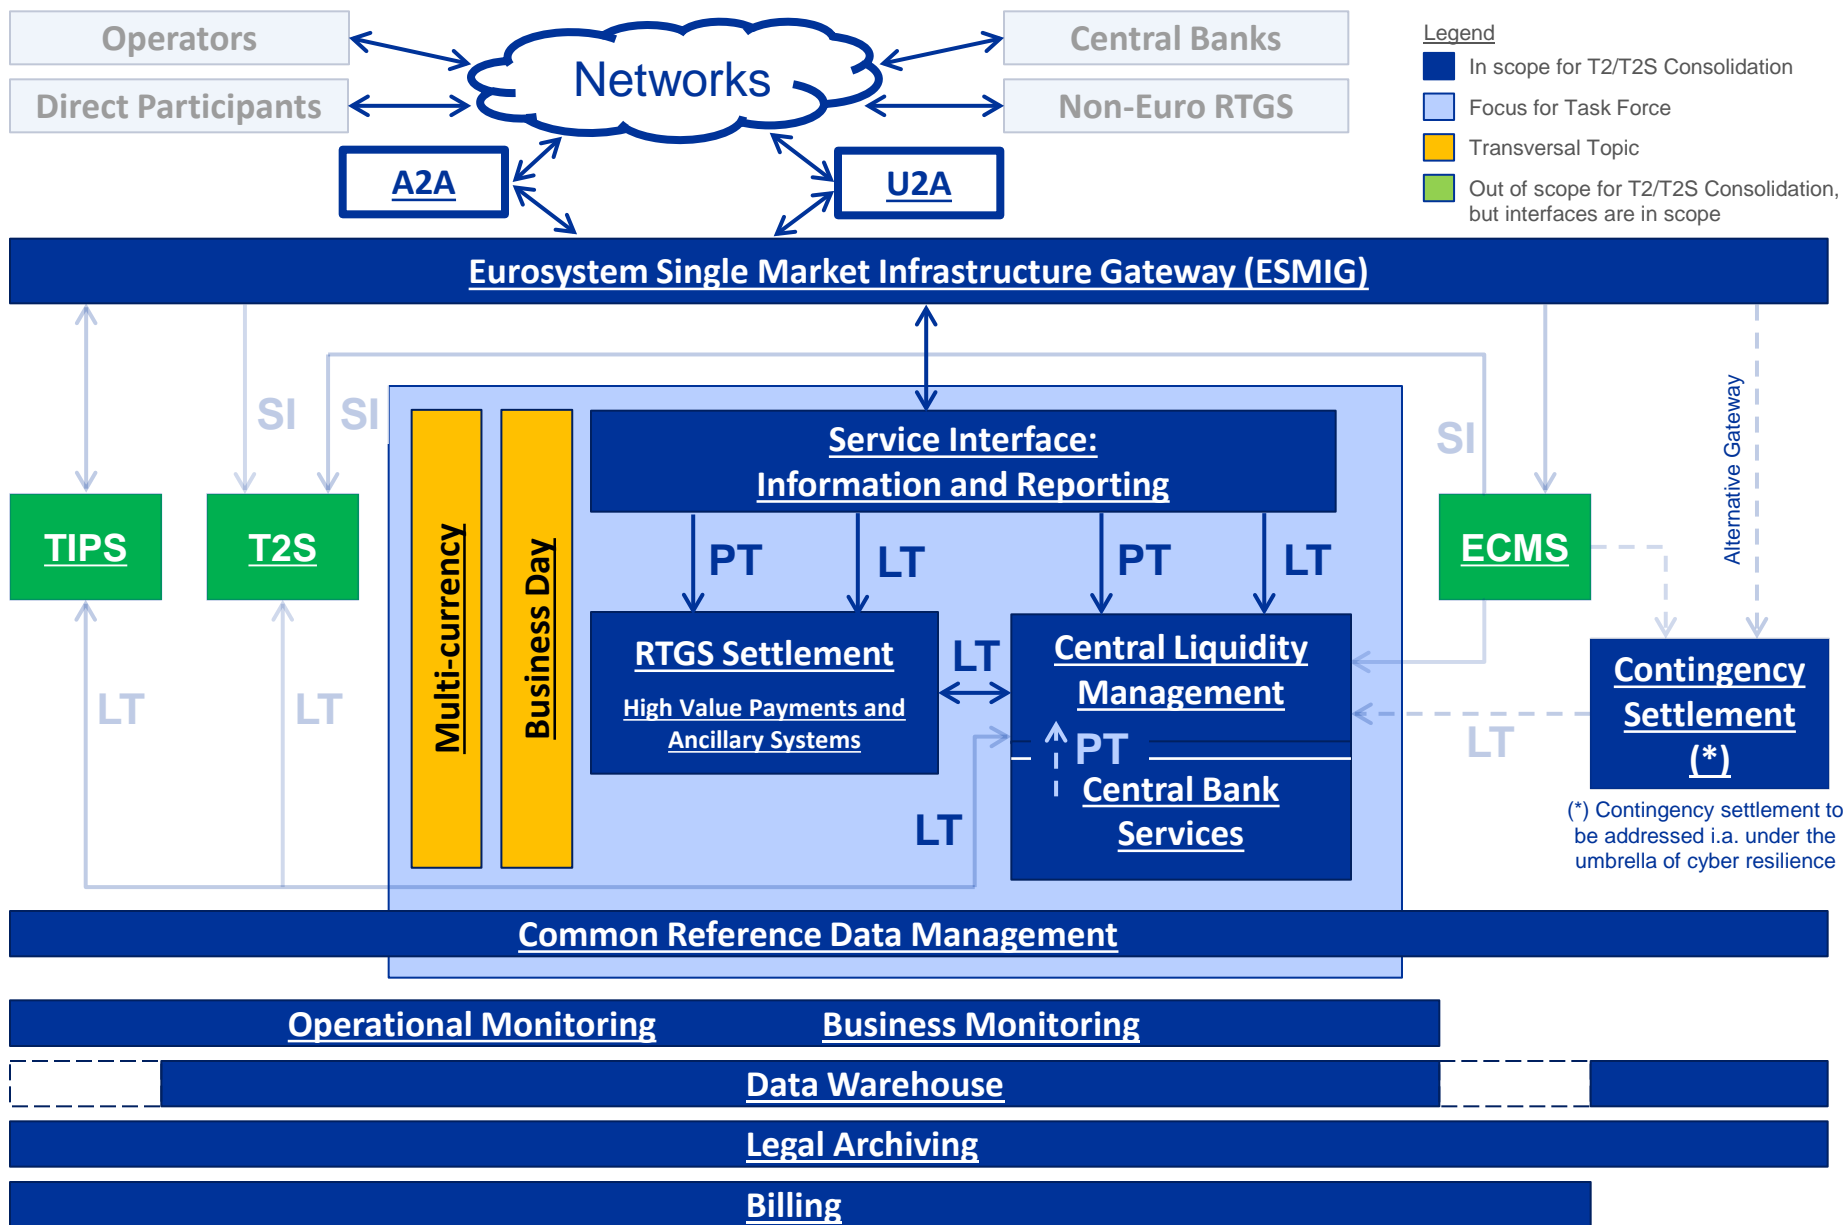 Operators
Direct Participants
Networks
Central Banks
Non-Euro RTGS
Legend
In scope for T2/T2S Consolidation
Focus for Task Force
Transversal Topic
Out of scope for T2/T2S Consolidation,
but interfaces are in scope
A2A
U2A
Eurosystem Single Market Infrastructure Gateway (ESMIG)
SI
SI
SI
Alternative Gateway
Service Interface:
Information and Reporting
Multi-currency
Business Day
TIPS
T2S
ECMS
PT
LT
PT
LT
RTGS Settlement
High Value Payments and
Ancillary Systems
LT
Central Liquidity
Management
PT
Central Bank
Services
Contingency
Settlement
(*)
LT
LT
LT
LT
(*) Contingency settlement to
be addressed i.a. under the
umbrella of cyber resilience
Common Reference Data Management
Operational Monitoring
Business Monitoring
Data Warehouse
Legal Archiving
Billing